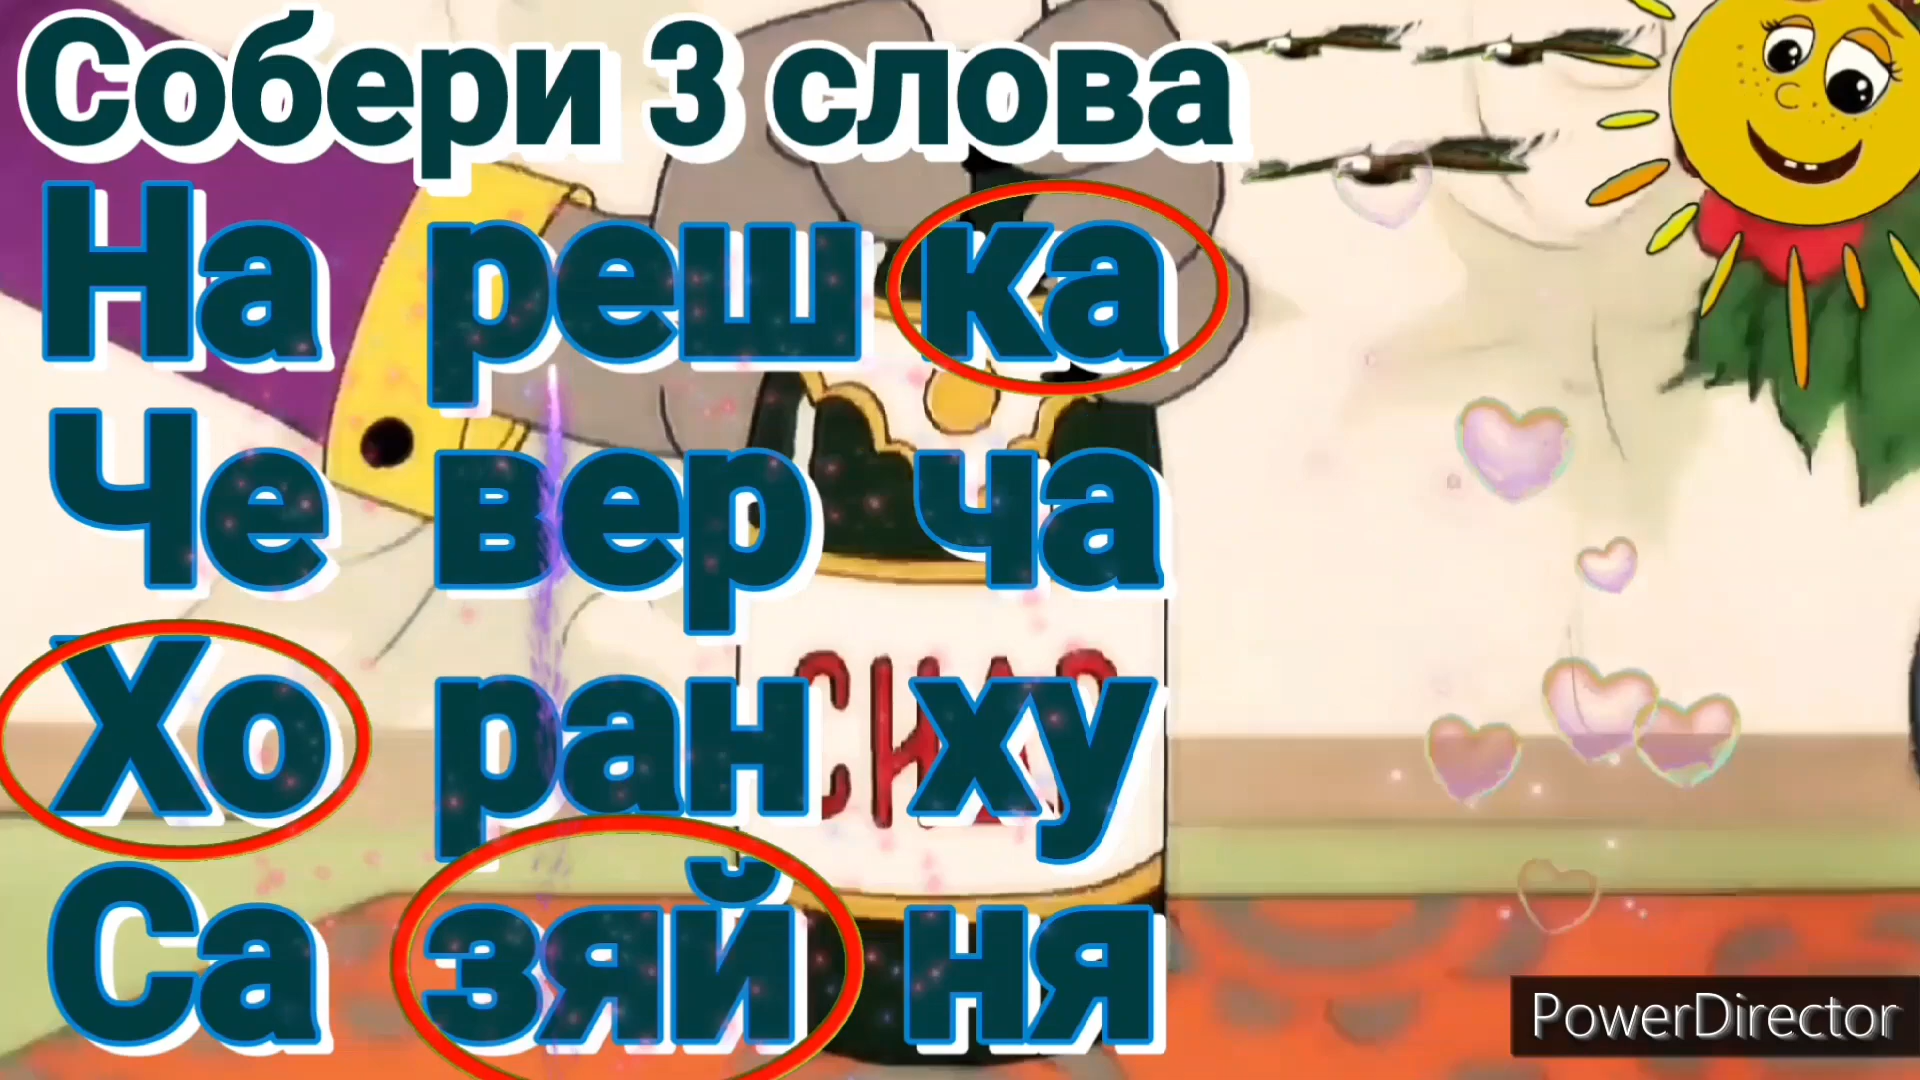 Собери 3 слова
На реш ка
Че вер ча
Хо ран ху
Са зяй ня
PowerDirector